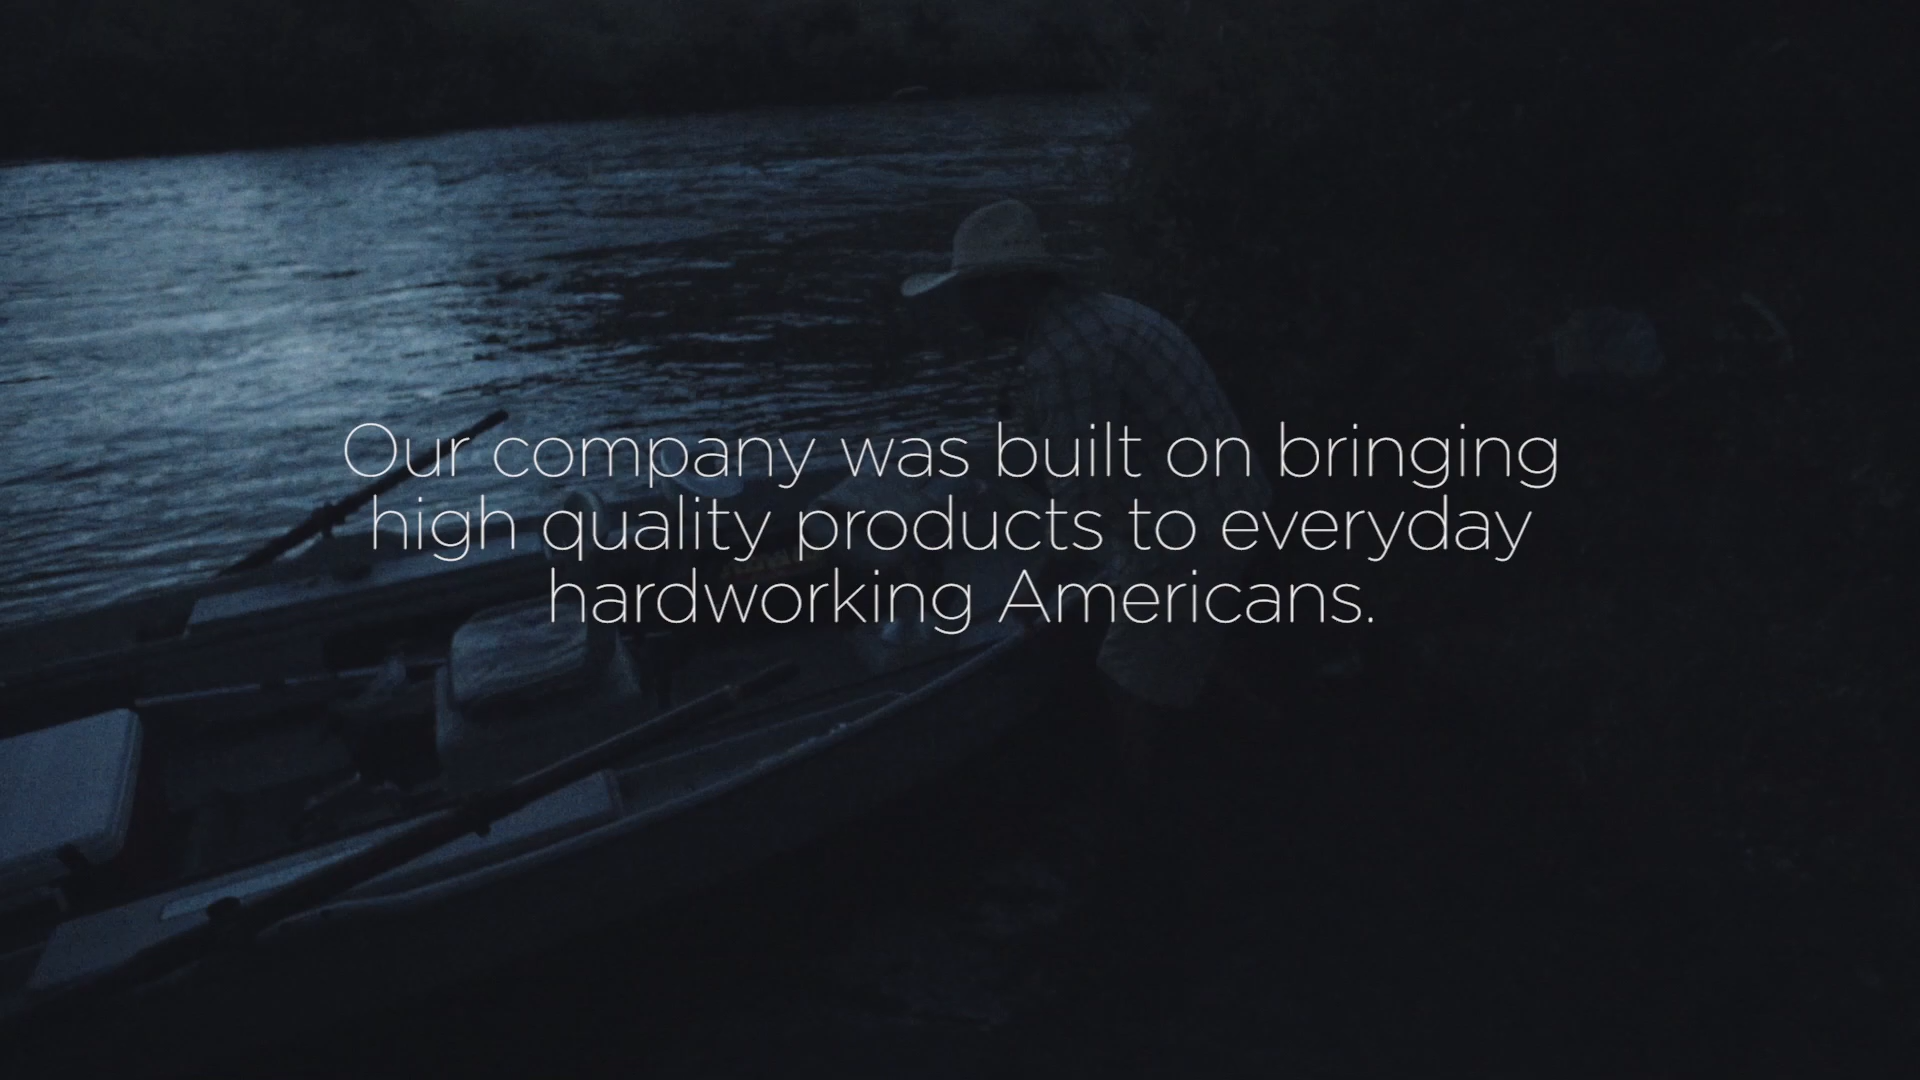 Our company was built on bringing
high quality products to everyday
hardworking Americans.